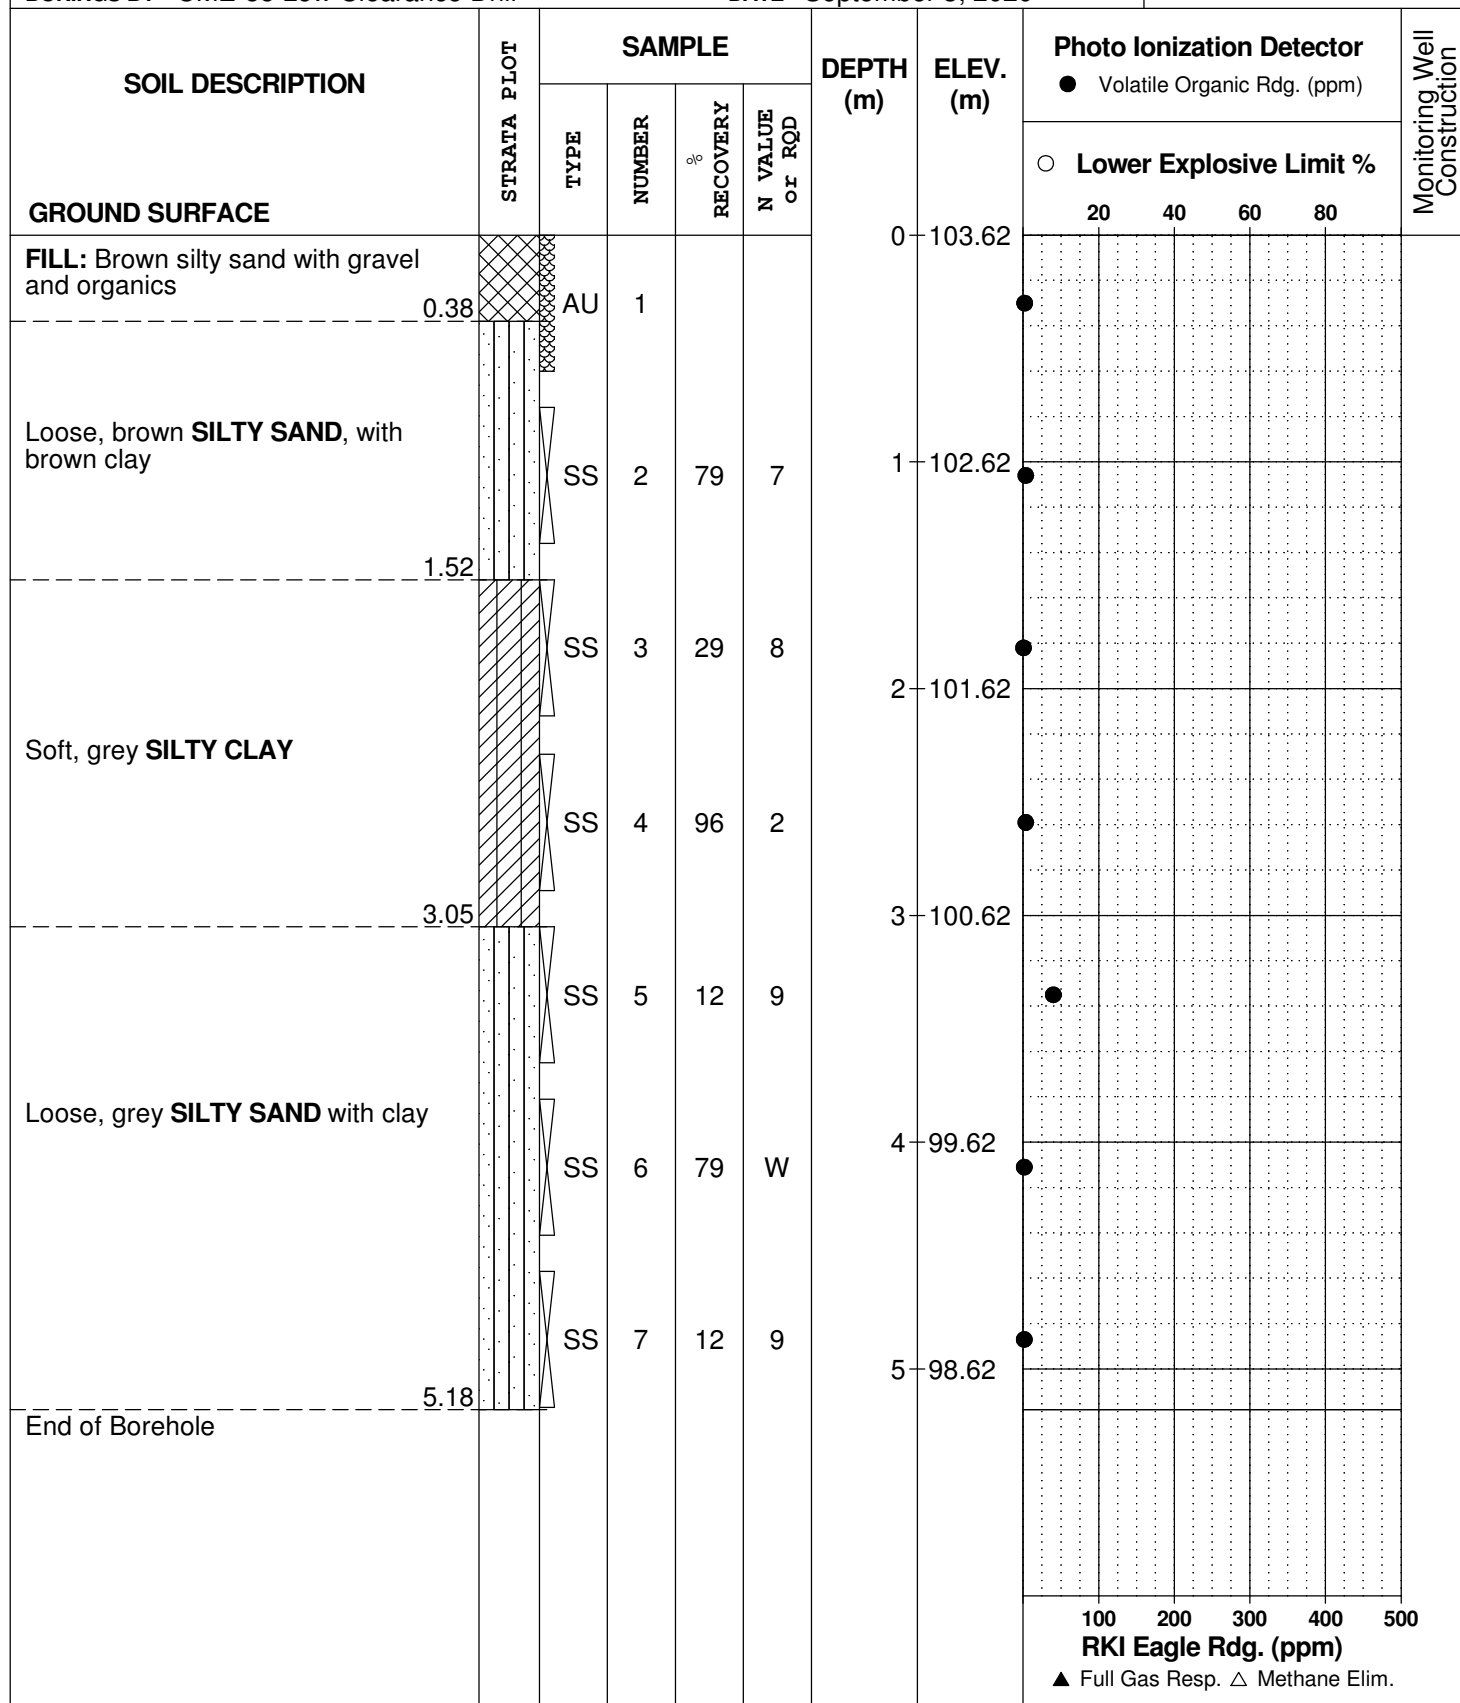 SOIL DESCRIPTION
GROUND SURFACE
STRATA PLOT
SAMPLE
TYPE
NUMBER
%
RECOVERY
N VALUE
or RQD
DEPTH
(m)
ELEV.
(m)
Photo Ionization Detector
● Volatile Organic Rdg. (ppm)
○ Lower Explosive Limit %
20 40 60 80
Monitoring Well
Construction
0 103.62
FILL: Brown silty sand with gravel
and organics
0.38
AU 1
Loose, brown SILTY SAND, with
brown clay
SS 2 79 7
1 102.62
1.52
SS 3 29 8
2 101.62
Soft, grey SILTY CLAY
SS 4 96 2
3.05
3 100.62
SS 5 12 9
Loose, grey SILTY SAND with clay
4 99.62
SS 6 79 W
SS 7 12 9
5 98.62
5.18
End of Borehole
100 200 300 400 500
RKI Eagle Rdg. (ppm)
▲ Full Gas Resp. △ Methane Elim.